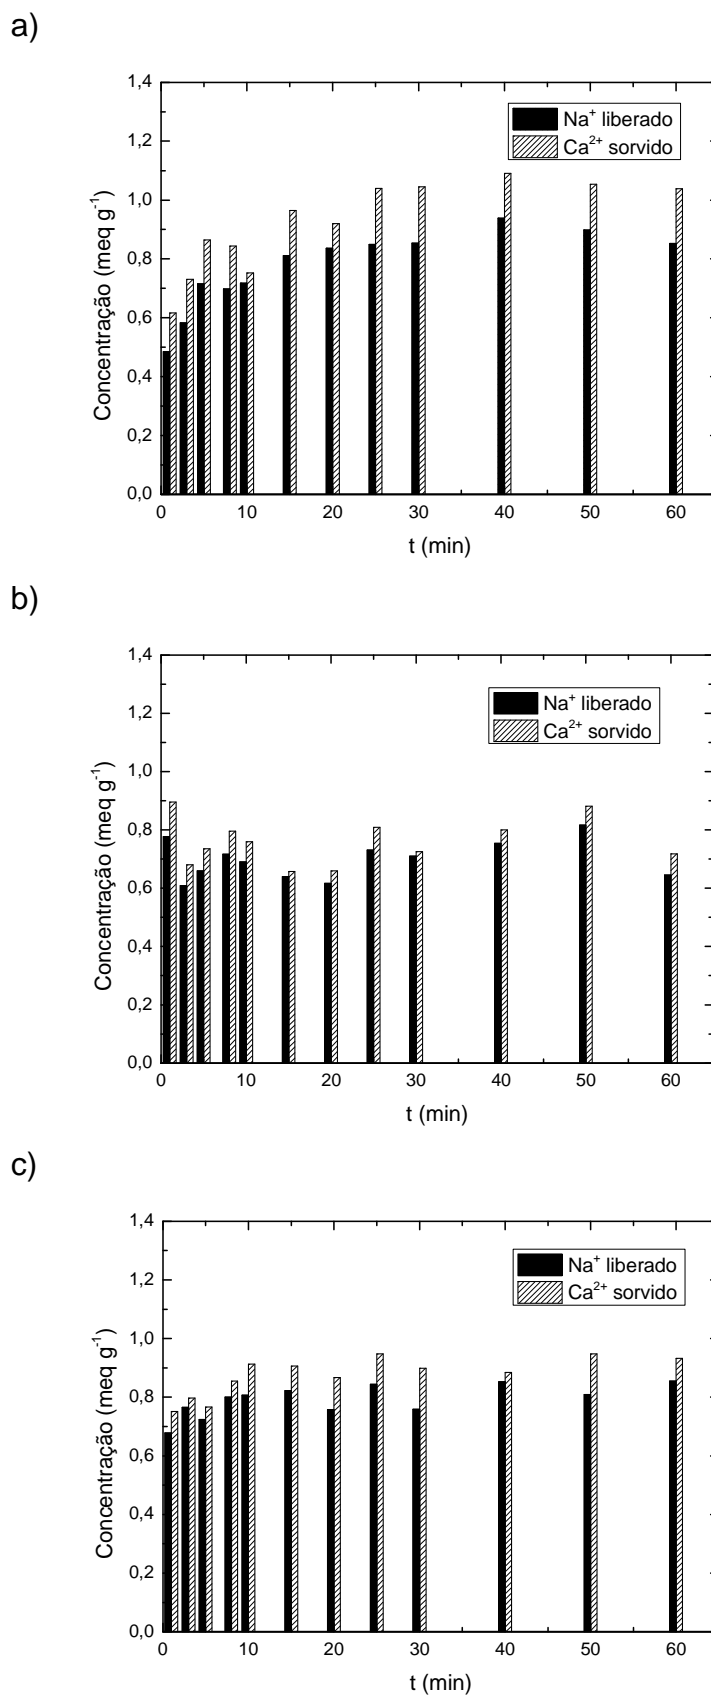 a)
1,4
1,2
1,0
0,8
0,6
0,4
0,2
0,0
Concentração (meq g-1)
Na+ liberado
Ca2+ sorvido
0 10 20 30 40 50 60
t (min)
b)
1,4
1,2
1,0
0,8
0,6
0,4
0,2
0,0
Concentração (meq g-1)
Na+ liberado
Ca2+ sorvido
0 10 20 30 40 50 60
t (min)
c)
1,4
1,2
1,0
0,8
0,6
0,4
0,2
0,0
Concentração (meq g-1)
Na+ liberado
Ca2+ sorvido
0 10 20 30 40 50 60
t (min)